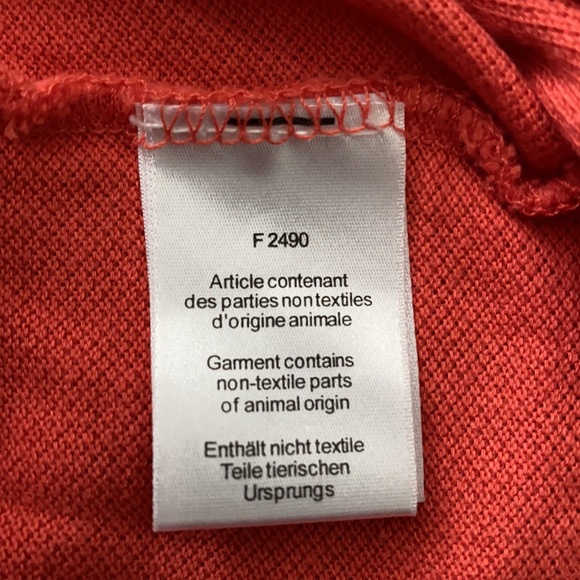 F 2490
Article contenant
des parties non textiles
d'origine animale
Garment contains
non-textile parts
of animal origin
Enthält nicht textile
Teile tierischen
Ursprungs